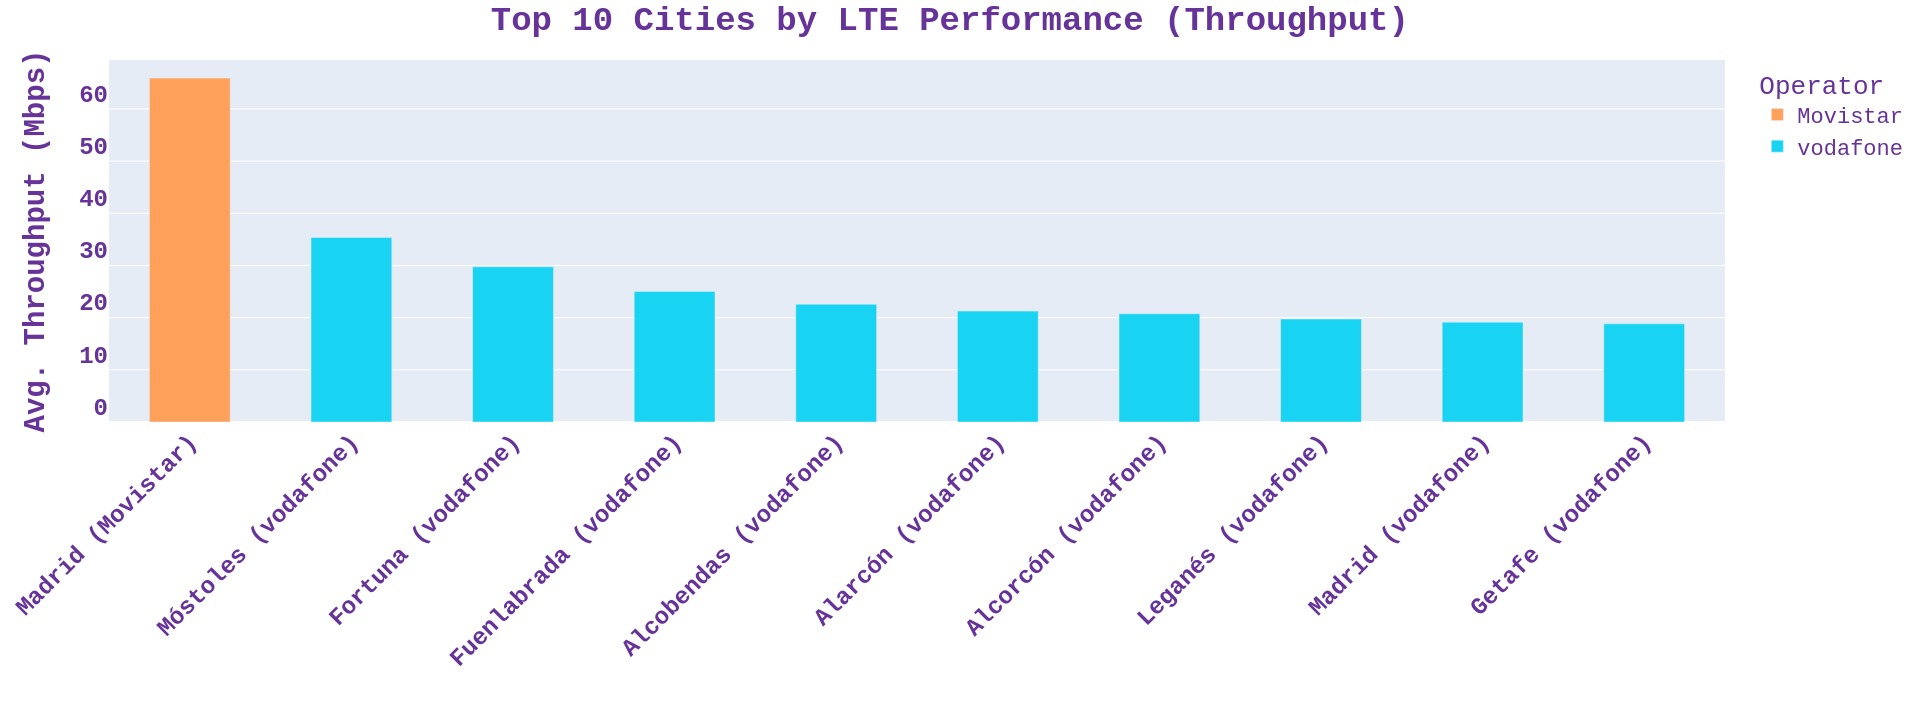 Top 10 Cities by LTE Performance (Throughput)
Avg. Throughput (Mbps)
60
50
40
30
20
10
0
Madrid (Movistar)
Móstoles (vodafone)
Fortuna (vodafone)
Fuenlabrada (vodafone)
Alcobendas (vodafone)
Alarcón (vodafone)
Alcorcón (vodafone)
Leganés (vodafone)
Madrid (vodafone)
Getafe (vodafone)
Operator
Movistar
vodafone